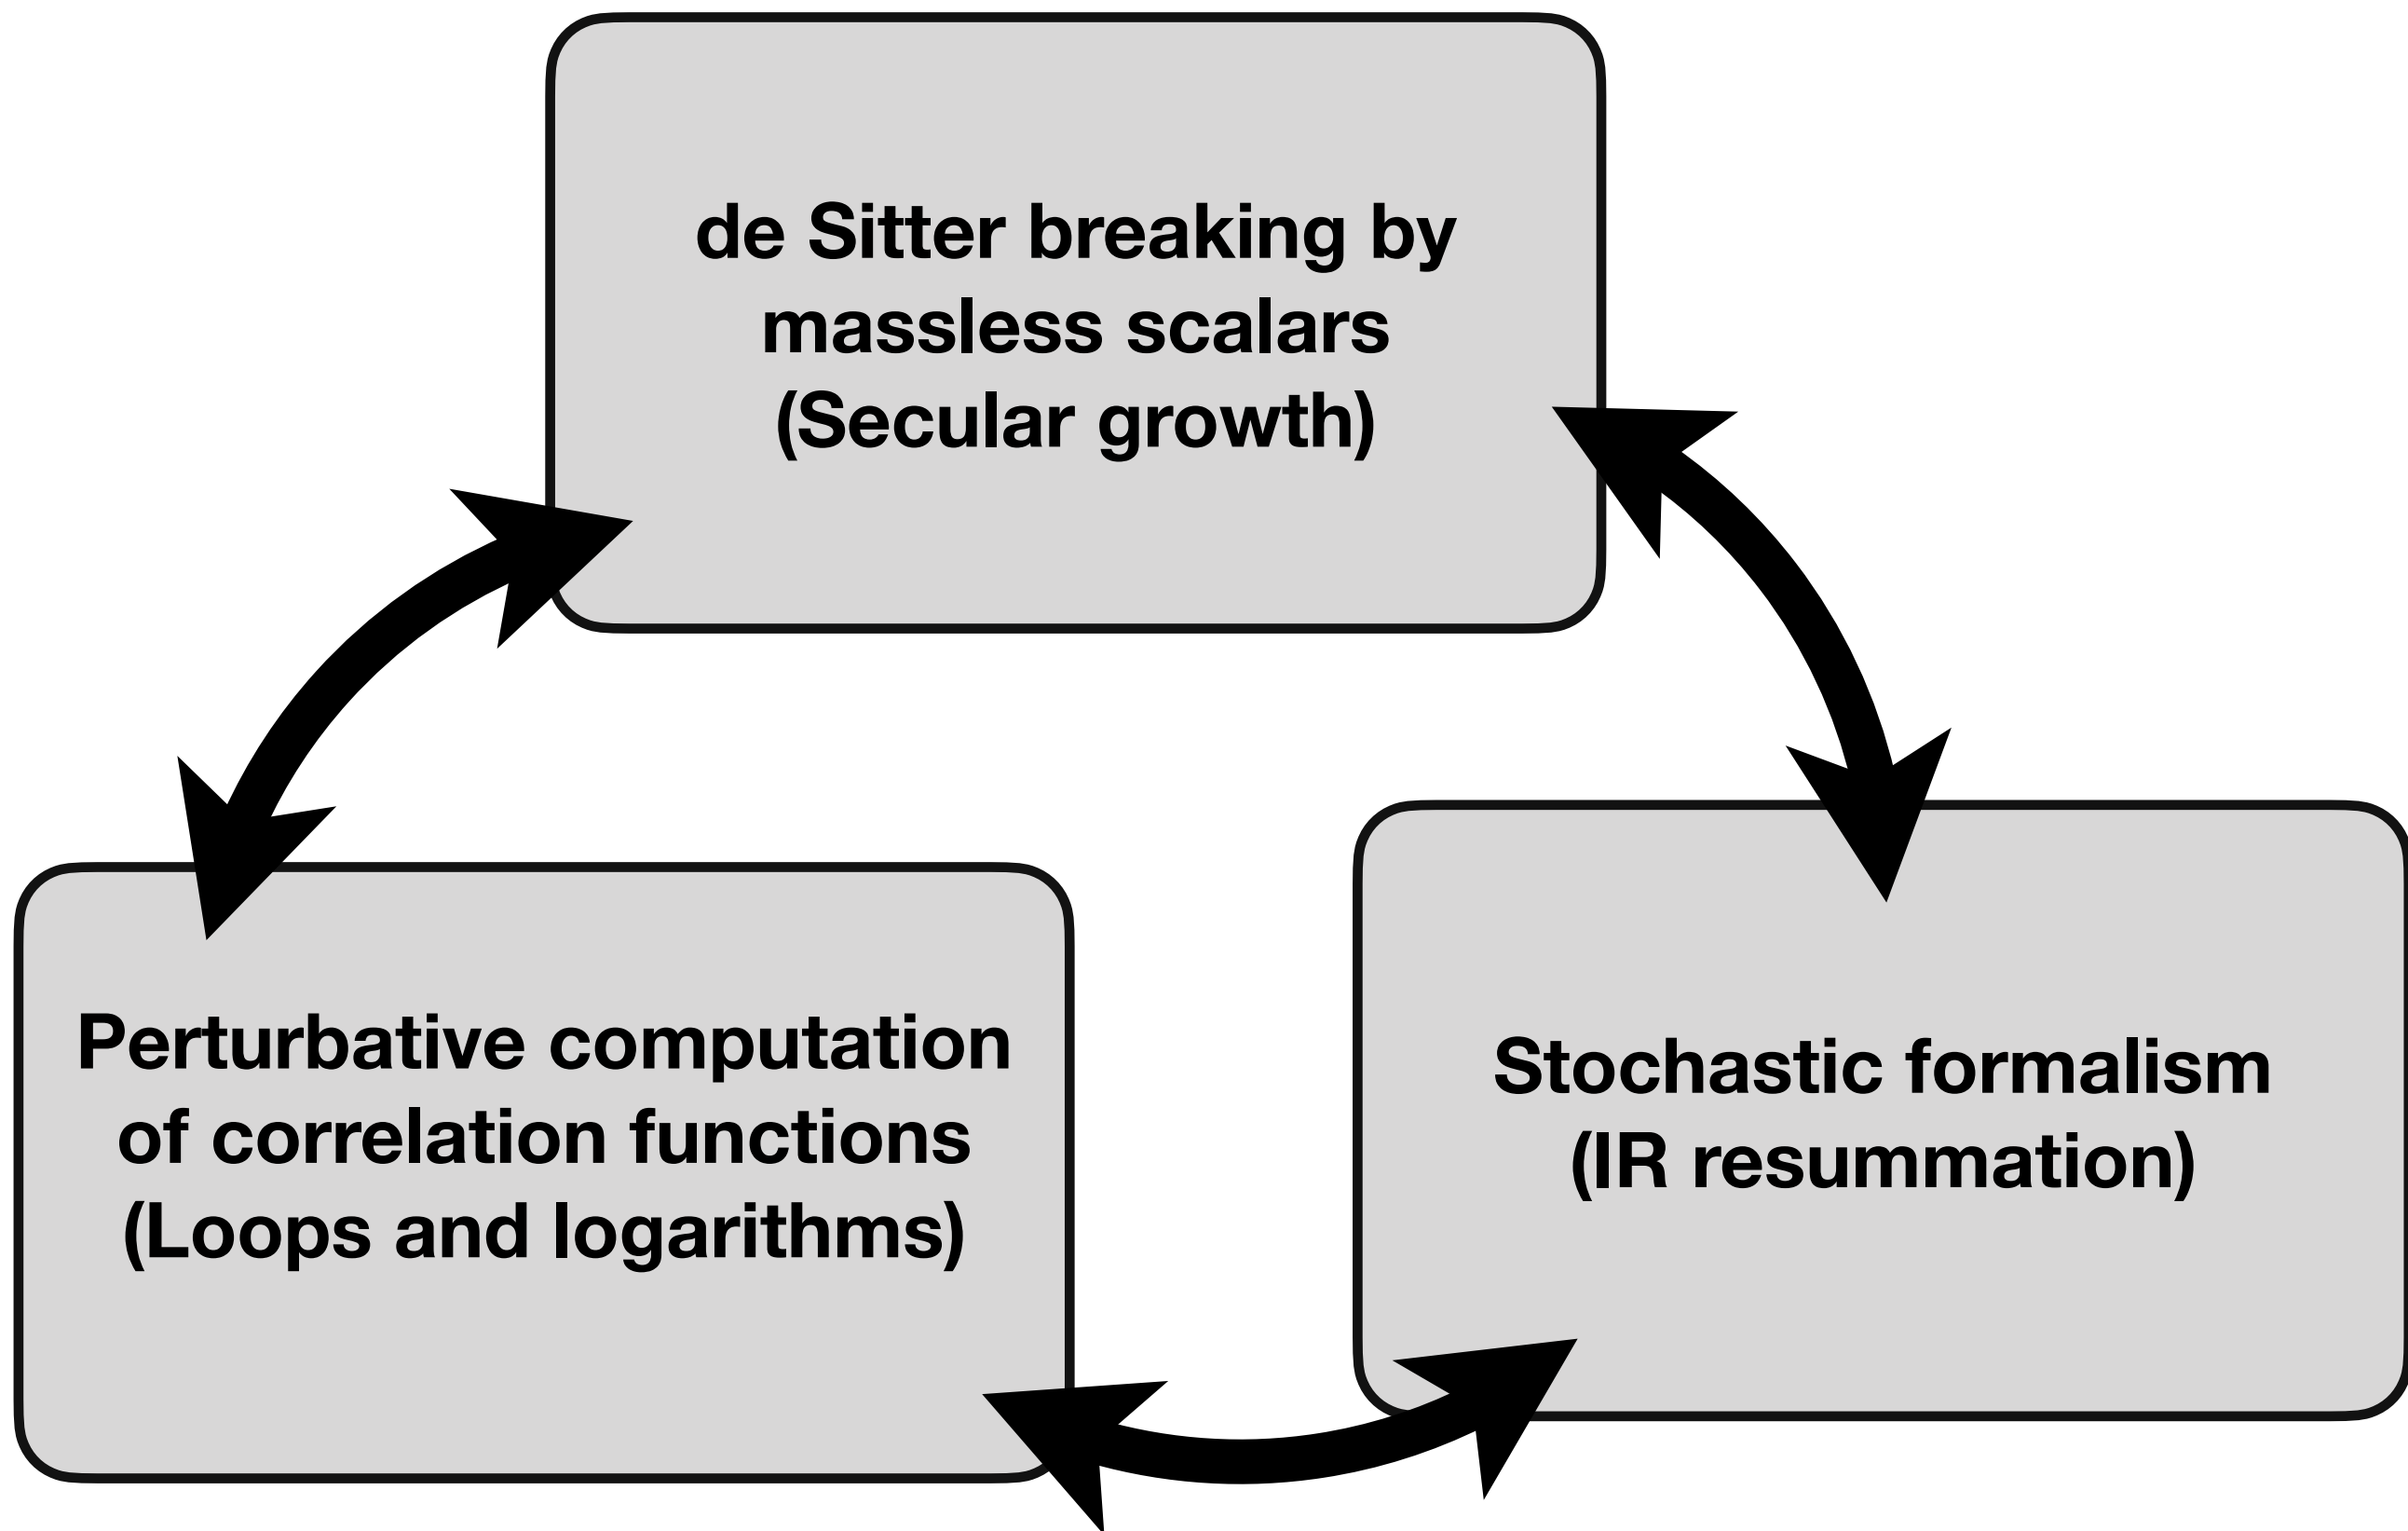 de Sitter breaking by
massless scalars
(Secular growth)
Perturbative computation
of correlation functions
(Loops and logarithms)
Stochastic formalism
(IR resummation)